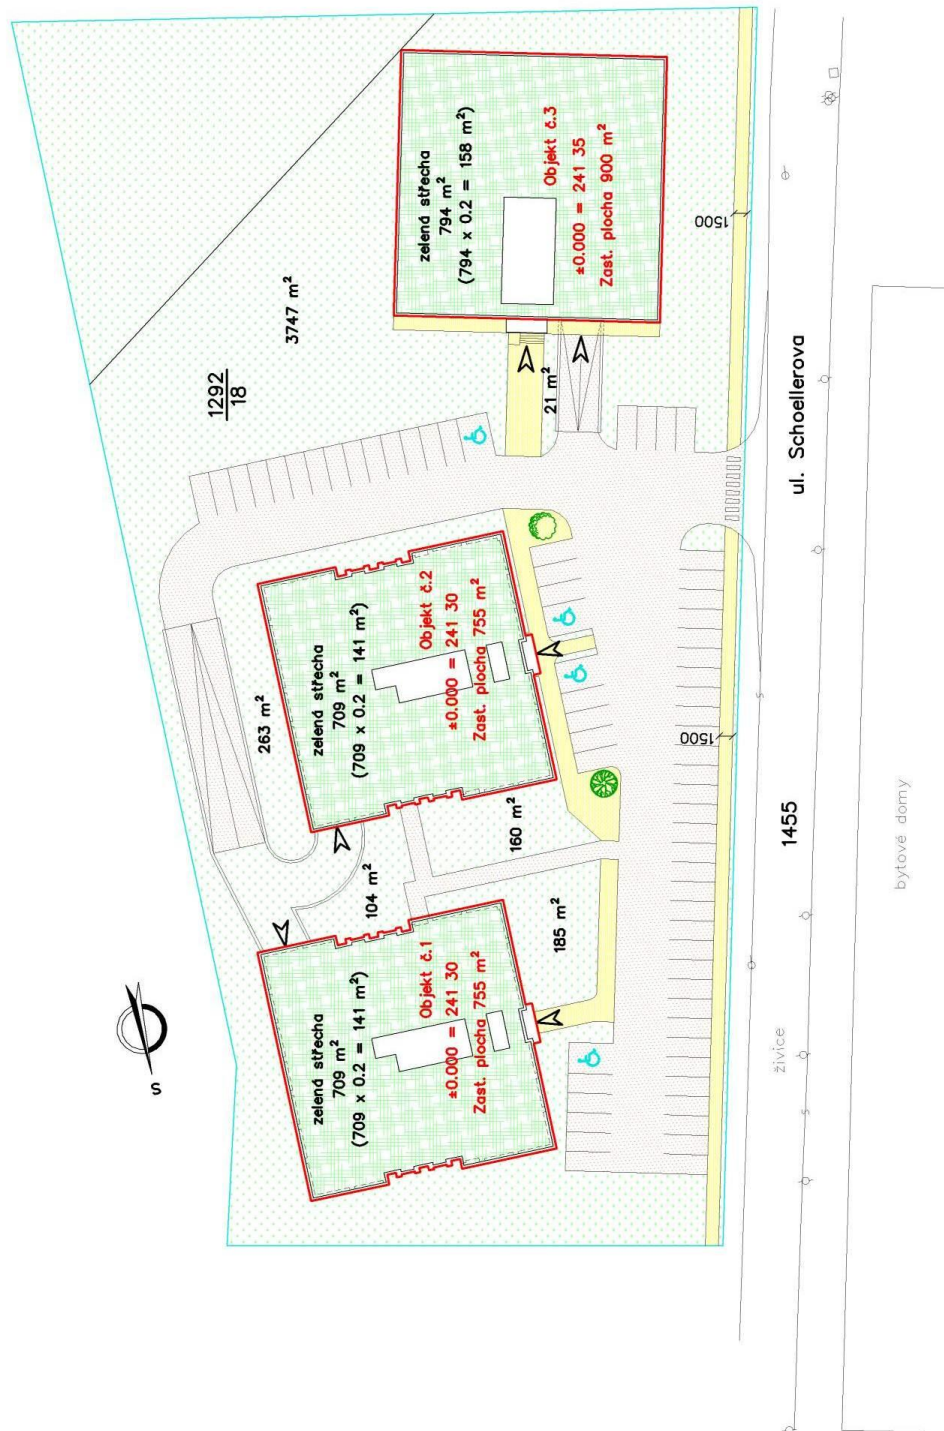 zelená střecha
794 m²
(794 x 0.2 = 158 m²)
Objekt č.3
±0.000 = 241 35
Zast. plocha 900 m²
1500
3747 m²
1292
18
21 m²
ul. Schoellerova
zelená střecha
709 m²
(709 x 0.2 = 141 m²)
Objekt č.2
±0.000 = 241 30
Zast. plocha 755 m²
263 m²
1500
160 m²
104 m²
185 m²
1455
bytové domy
zelená střecha
709 m²
(709 x 0.2 = 141 m²)
Objekt č.1
±0.000 = 241 30
Zast. plocha 755 m²
živice
S
S
S